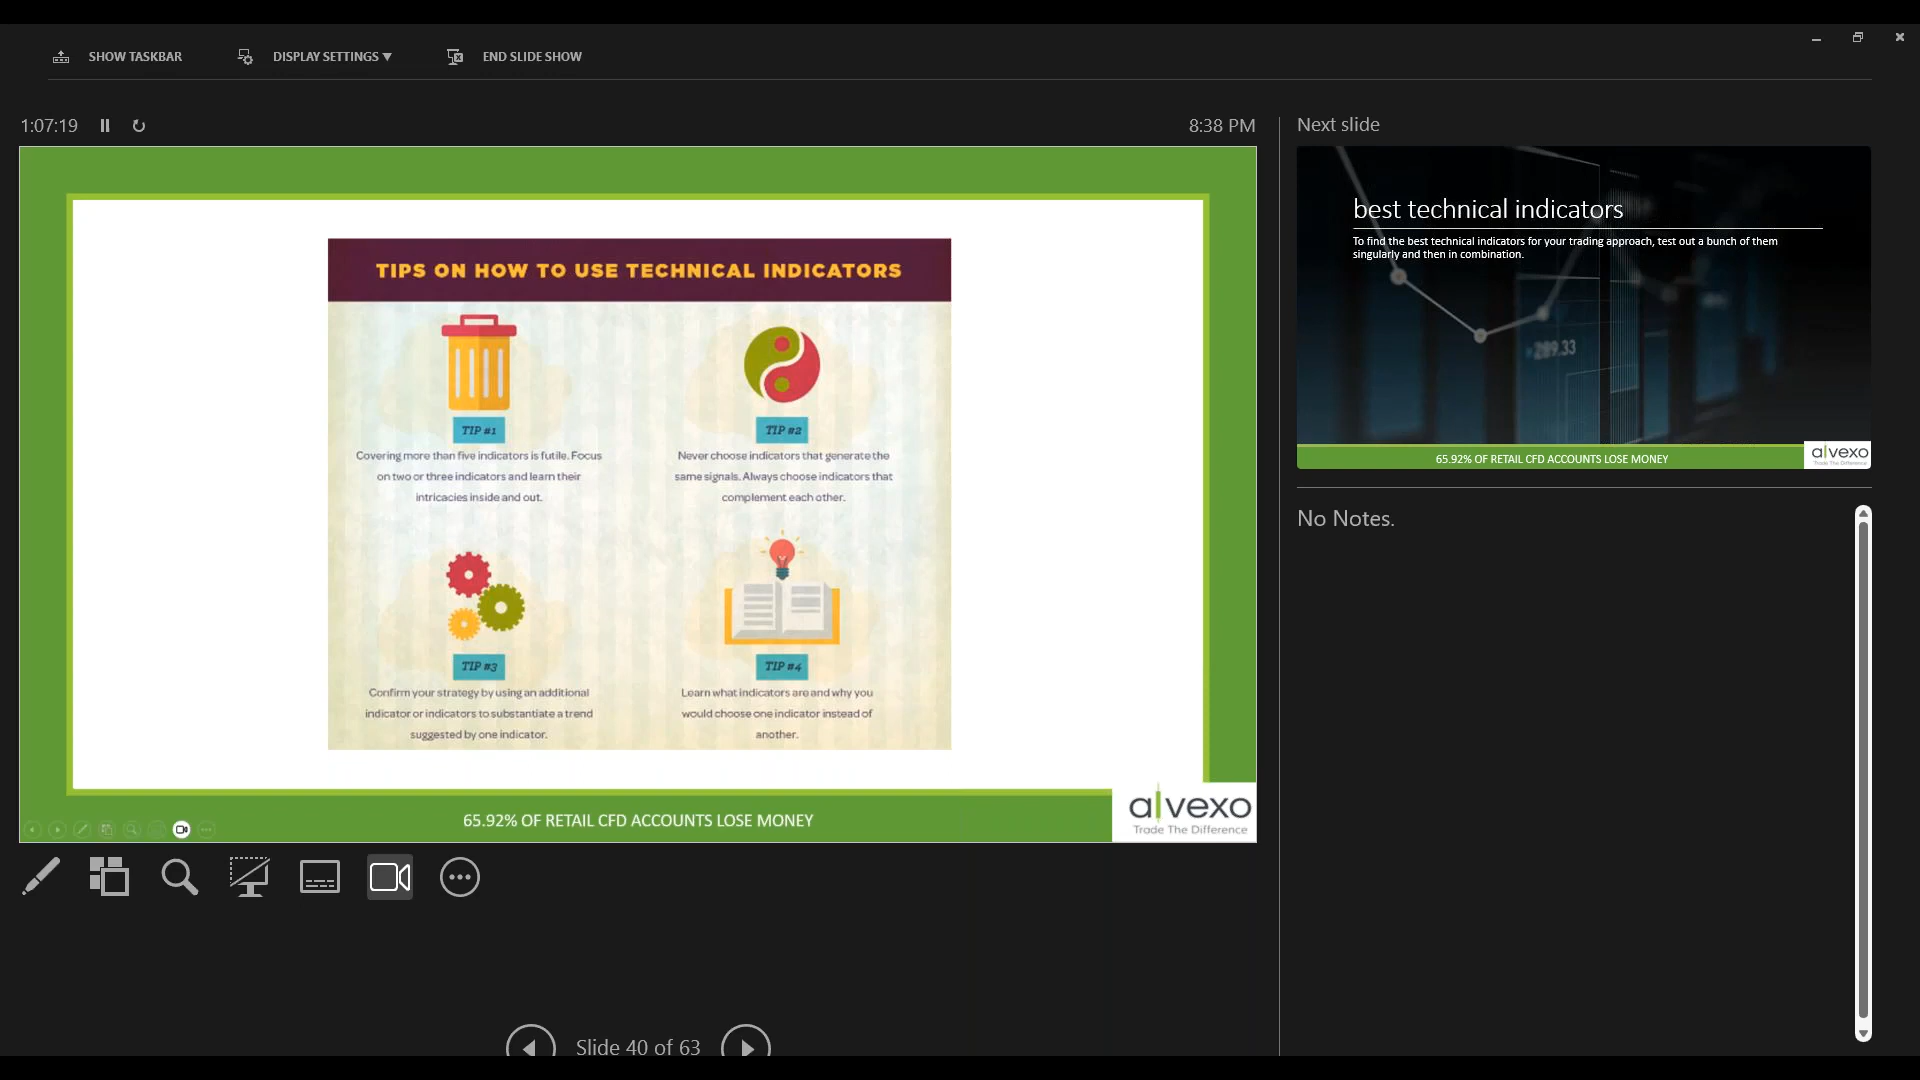 SHOW TASKBAR
DISPLAY SETTINGS ▼
END SLIDE SHOW
1:07:19
8:38 PM
TIPS ON HOW TO USE TECHNICAL INDICATORS
TIP #1
Covering more than five indicators is futile. Focus
on two or three indicators and learn their
intricacies inside and out.
TIP #2
Never choose indicators that generate the
same signals. Always choose indicators that
complement each other.
TIP #3
Confirm your strategy by using an additional
indicator or indicators to substantiate a trend
suggested by one indicator.
TIP #4
Learn what indicators are and why you
would choose one indicator instead of
another.
65.92% OF RETAIL CFD ACCOUNTS LOSE MONEY
alvexo
Trade The Difference
Slide 40 of 63
Next slide
best technical indicators
To find the best technical indicators for your trading approach, test out a bunch of them
singularly and then in combination.
289.33
65.92% OF RETAIL CFD ACCOUNTS LOSE MONEY
alvexo
Trade The Difference
No Notes.